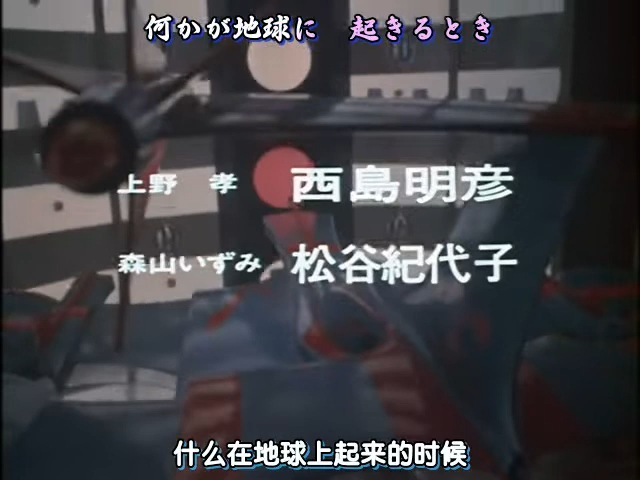 何かが地球に　起きるとき
上野　孝　西島明彦
森山いずみ　松谷紀代子
什么在地球上起来的时候